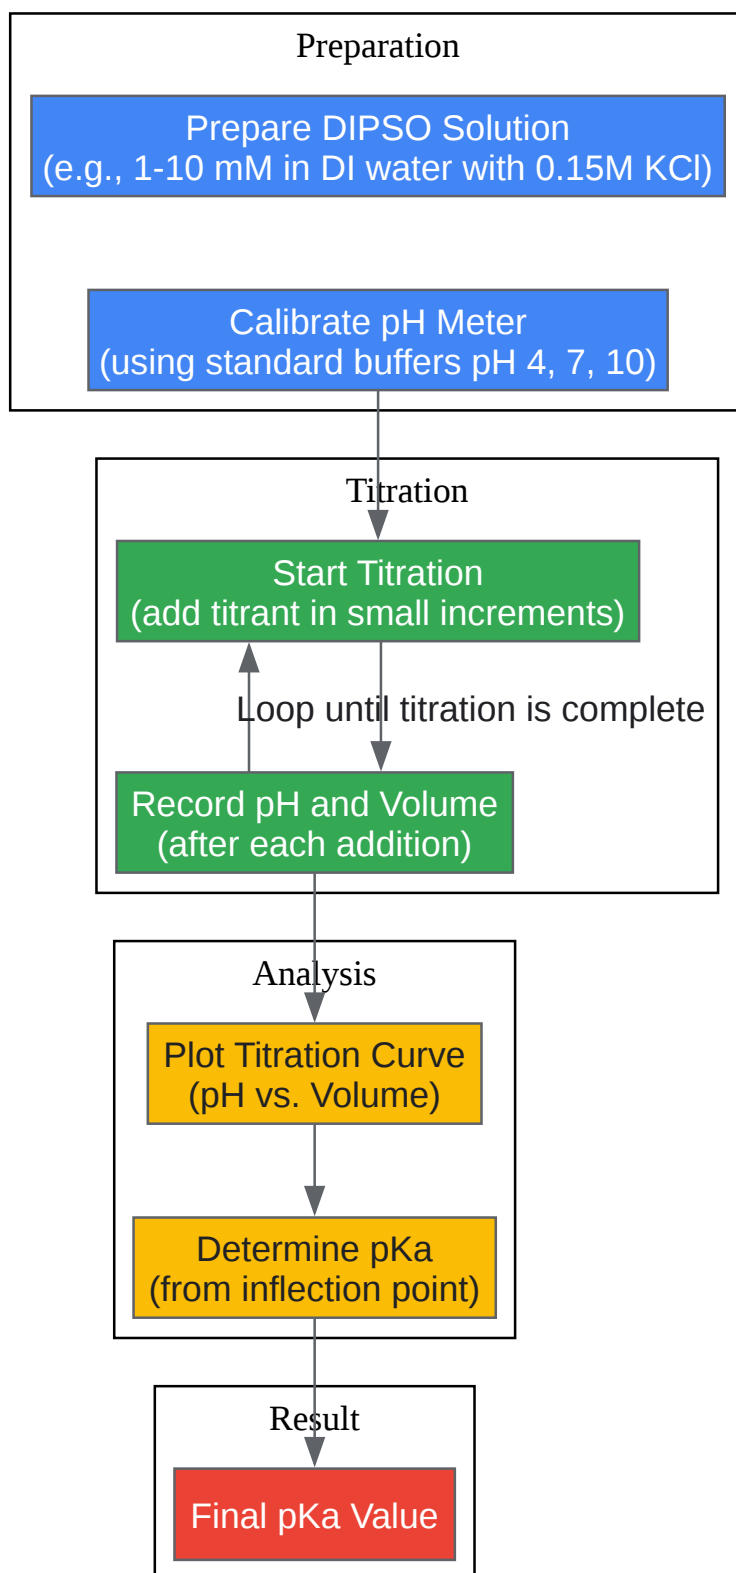 Preparation
Prepare DIPSO Solution
(e.g., 1-10 mM in DI water with 0.15M KCl)
Calibrate pH Meter
(using standard buffers pH 4, 7, 10)
Titration
Start Titration
(add titrant in small increments)
Loop until titration is complete
Record pH and Volume
(after each addition)
Analysis
Plot Titration Curve
(pH vs. Volume)
Determine pKa
(from inflection point)
Result
Final pKa Value